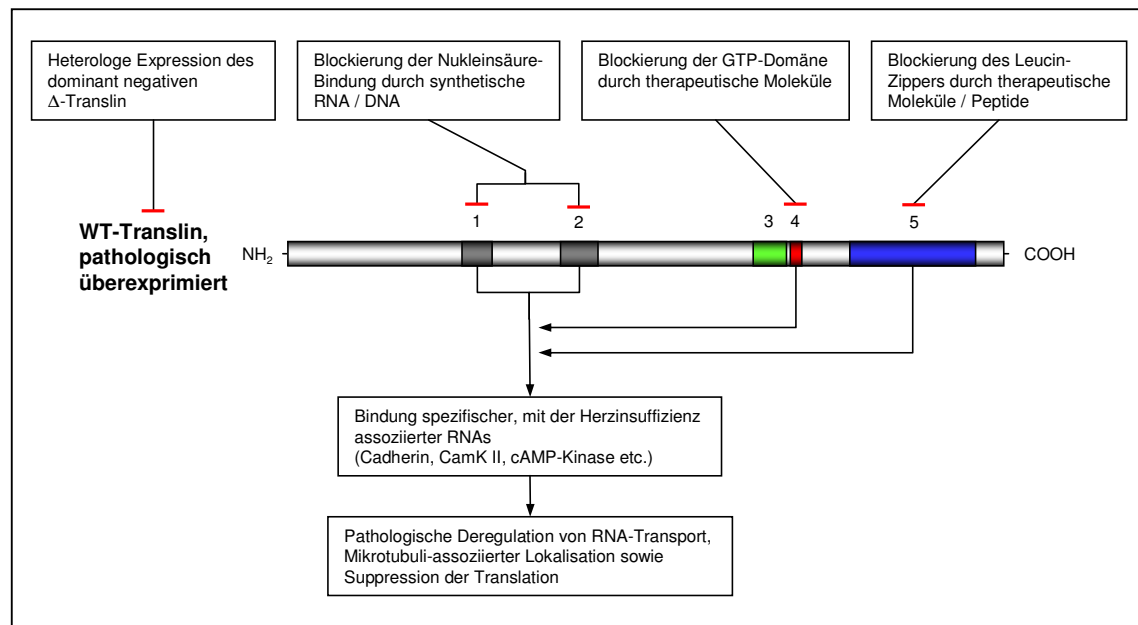 Heterologe Expression des
dominant negativen
Δ-Translin
Blockierung der Nukleinsäure-
Bindung durch synthetische
RNA / DNA
Blockierung der GTP-Domäne
durch therapeutische Moleküle
Blockierung des Leucin-
Zippers durch therapeutische
Moleküle / Peptide
WT-Translin,
pathologisch
überexprimiert
1 2 3 4 5
NH₂ COOH
Bindung spezifischer, mit der Herzinsuffizienz
assoziierter RNAs
(Cadherin, CamK II, cAMP-Kinase etc.)
Pathologische Deregulation von RNA-Transport,
Mikrotubuli-assoziierter Lokalisation sowie
Suppression der Translation